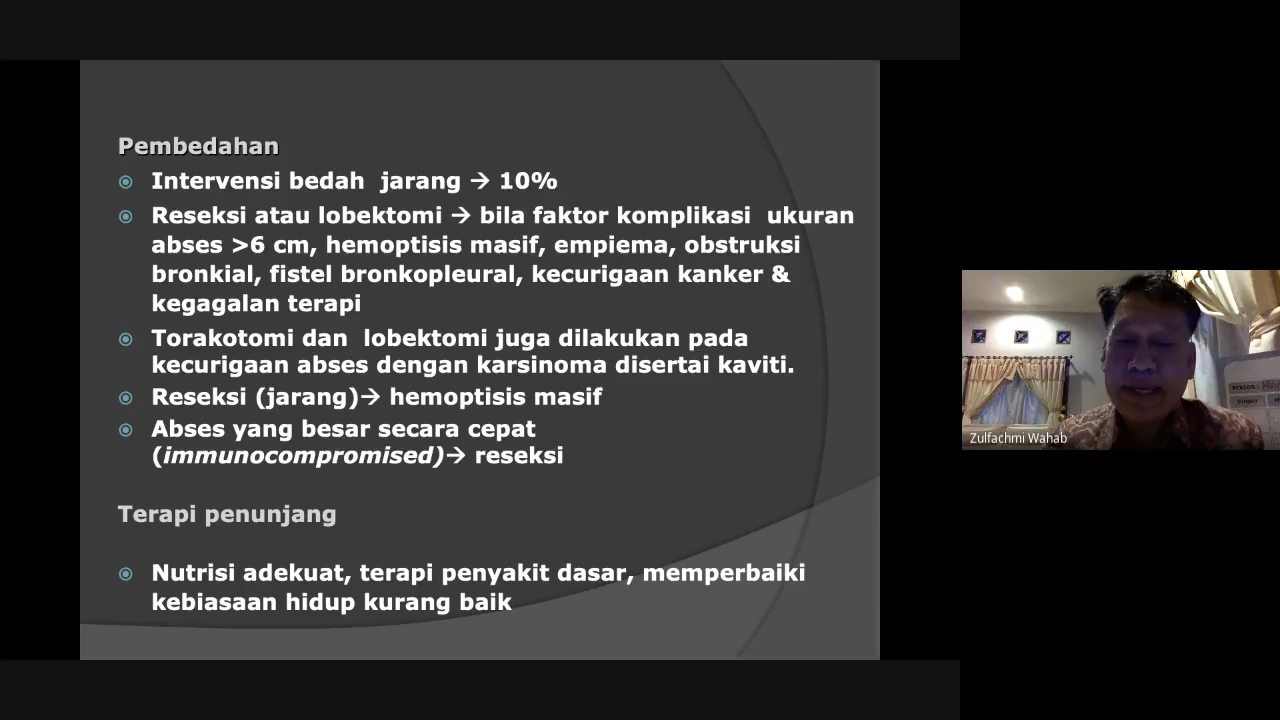 Pembedahan
Intervensi bedah jarang → 10%
Reseksi atau lobektomi → bila faktor komplikasi ukuran
abses >6 cm, hemoptisis masif, empiema, obstruksi
bronkial, fistel bronkopleural, kecurigaan kanker &
kegagalan terapi
Torakotomi dan lobektomi juga dilakukan pada
kecurigaan abses dengan karsinoma disertai kaviti.
Reseksi (jarang)→ hemoptisis masif
Abses yang besar secara cepat
(immunocompromised)→ reseksi
Terapi penunjang
Nutrisi adekuat, terapi penyakit dasar, memperbaiki
kebiasaan hidup kurang baik
Zulfachmi Wahab